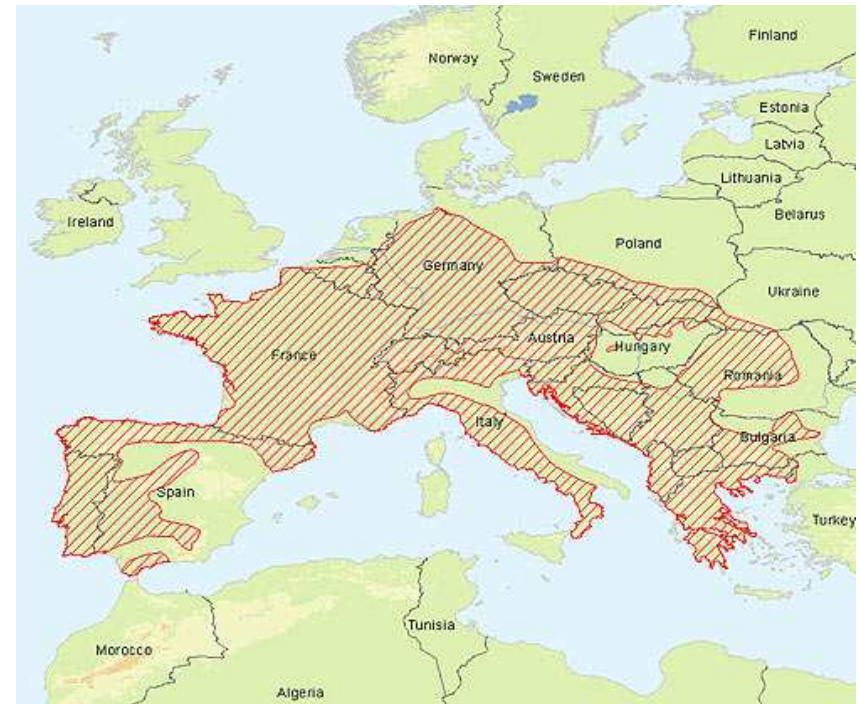 Finland
Norway
Sweden
Estonia
Latvia
Lithuania
Belarus
Ireland
Poland
Germany
Ukraine
Austria
Hungary
France
Romania
Italy
Bulgaria
Spain
Turkey
Tunisia
Morocco
Algeria